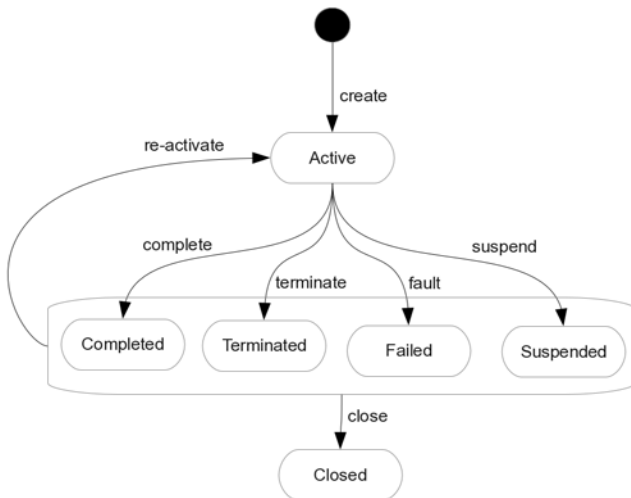 create
re-activate
Active
complete
suspend
terminate
fault
Completed
Terminated
Failed
Suspended
close
Closed